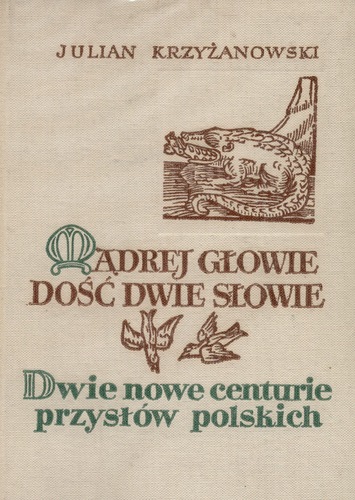 JULIAN KRZYŻANOWSKI
MĄDREJ GŁOWIE
DOŚĆ DWIE SŁOWIE
Dwie nowe centurie
przysłów polskich